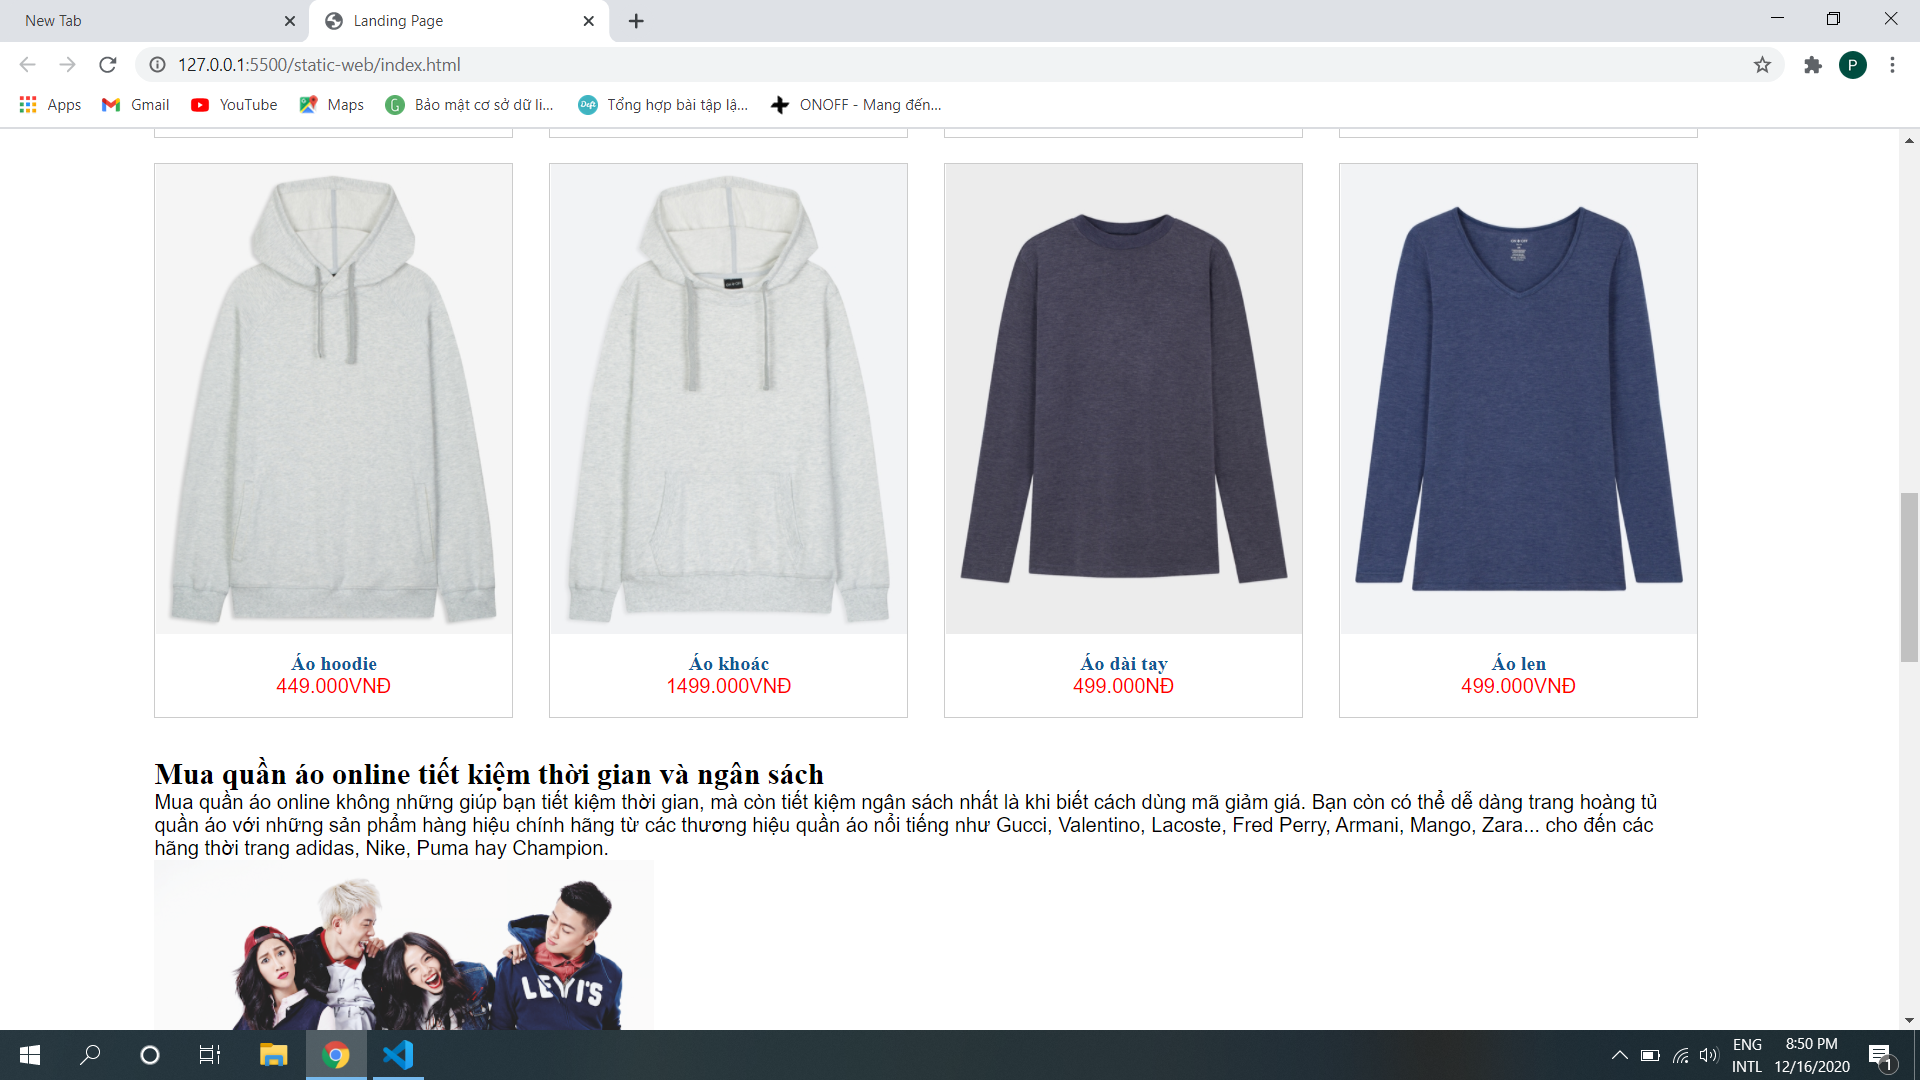 New Tab
Landing Page
127.0.0.1:5500/static-web/index.html
P
Apps
Gmail
YouTube
Maps
G
Bảo mật cơ sở dữ li...
Tổng hợp bài tập lậ...
ONOFF - Mang đến...
Áo hoodie
449.000VNĐ
Áo khoác
1499.000VNĐ
Áo dài tay
499.000NĐ
Áo len
499.000VNĐ
Mua quần áo online tiết kiệm thời gian và ngân sách
Mua quần áo online không những giúp bạn tiết kiệm thời gian, mà còn tiết kiệm ngân sách nhất là khi biết cách dùng mã giảm giá. Bạn còn có thể dễ dàng trang hoàng tủ
quần áo với những sản phẩm hàng hiệu chính hãng từ các thương hiệu quần áo nổi tiếng như Gucci, Valentino, Lacoste, Fred Perry, Armani, Mango, Zara... cho đến các
hãng thời trang adidas, Nike, Puma hay Champion.
LEVI'S
ENG
INTL
8:50 PM
12/16/2020
1